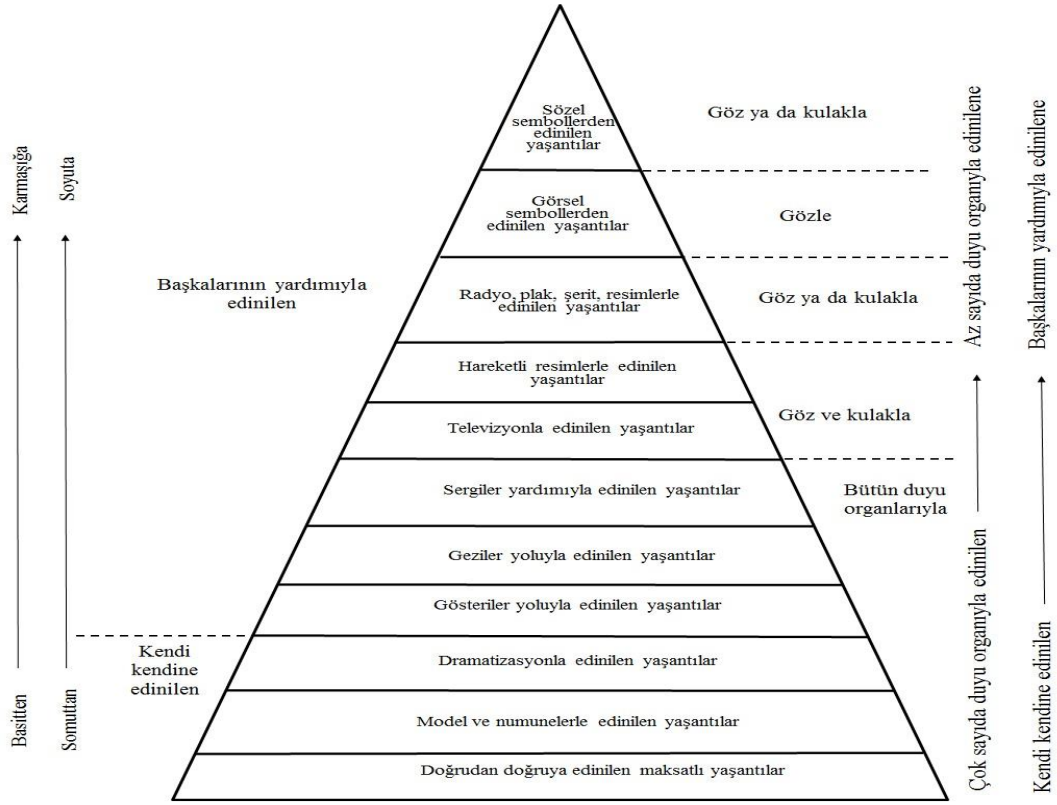 Sözel
sembollerden
edinilen
yaşantılar
Göz ya da kulakla
Görsel
sembollerden
edinilen yaşantılar
Gözle
Başkalarının yardımıyla
edinilen
Radyo, plak, şerit, resimlerle
edinilen yaşantılar
Göz ya da kulakla
Hareketli resimlerle edinilen
yaşantılar
Göz ve kulakla
Televizyonla edinilen yaşantılar
Sergiler yardımıyla edinilen yaşantılar
Bütün duyu
organlarıyla
Geziler yoluyla edinilen yaşantılar
Gösteriler yoluyla edinilen yaşantılar
Kendi
kendine
edinilen
Dramatizasyonla edinilen yaşantılar
Model ve numunelerle edinilen yaşantılar
Doğrudan doğruya edinilen maksatlı yaşantılar
Basitten
Karmaşığa
Somuttan
Soyuta
Çok sayıda duyu organıyla edinilen
Az sayıda duyu organıyla edinilene
Kendi kendine edinilen
Başkalarının yardımıyla edinilene